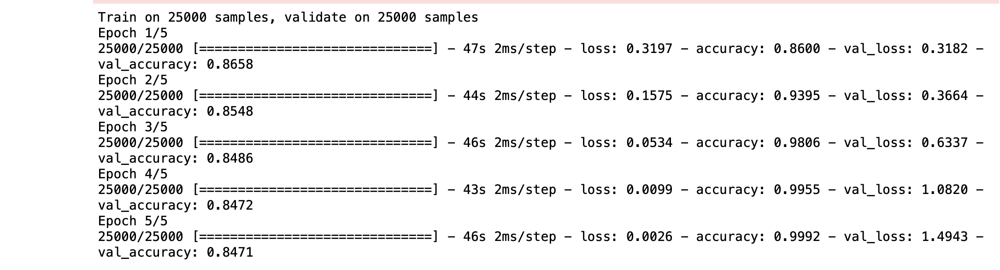 Train on 25000 samples, validate on 25000 samples
Epoch 1/5
25000/25000 [==============================] - 47s 2ms/step - loss: 0.3197 - accuracy: 0.8600 - val_loss: 0.3182 -
val_accuracy: 0.8658
Epoch 2/5
25000/25000 [==============================] - 44s 2ms/step - loss: 0.1575 - accuracy: 0.9395 - val_loss: 0.3664 -
val_accuracy: 0.8548
Epoch 3/5
25000/25000 [==============================] - 46s 2ms/step - loss: 0.0534 - accuracy: 0.9806 - val_loss: 0.6337 -
val_accuracy: 0.8486
Epoch 4/5
25000/25000 [==============================] - 43s 2ms/step - loss: 0.0099 - accuracy: 0.9955 - val_loss: 1.0820 -
val_accuracy: 0.8472
Epoch 5/5
25000/25000 [==============================] - 46s 2ms/step - loss: 0.0026 - accuracy: 0.9992 - val_loss: 1.4943 -
val_accuracy: 0.8471